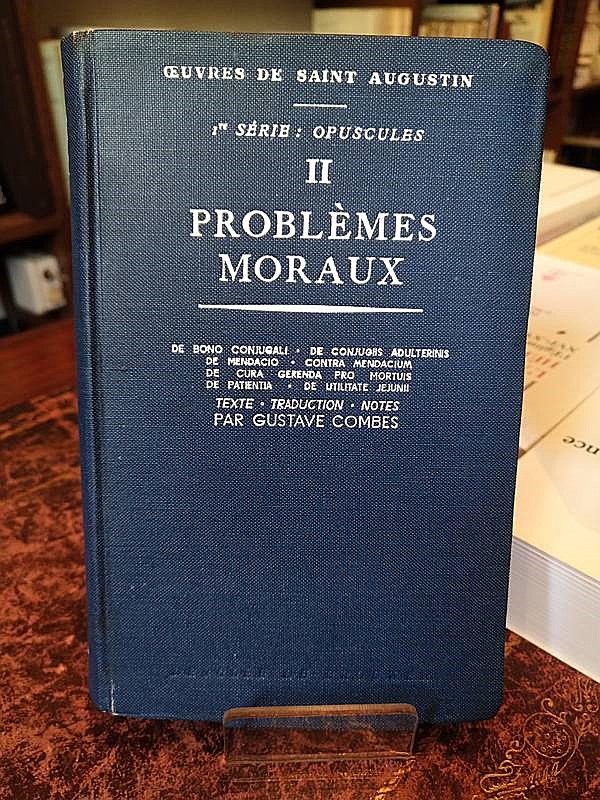 ŒUVRES DE SAINT AUGUSTIN
1re SÉRIE : OPUSCULES
II
PROBLÈMES
MORAUX
DE BONO CONJUGALI • DE CONJUGIIS ADULTERINIS
DE MENDACIO • CONTRA MENDACIUM
DE CURA GERENDA PRO MORTUIS
DE PATIENTIA • DE UTILITATE JEJUNII
TEXTE • TRADUCTION • NOTES
PAR GUSTAVE COMBES